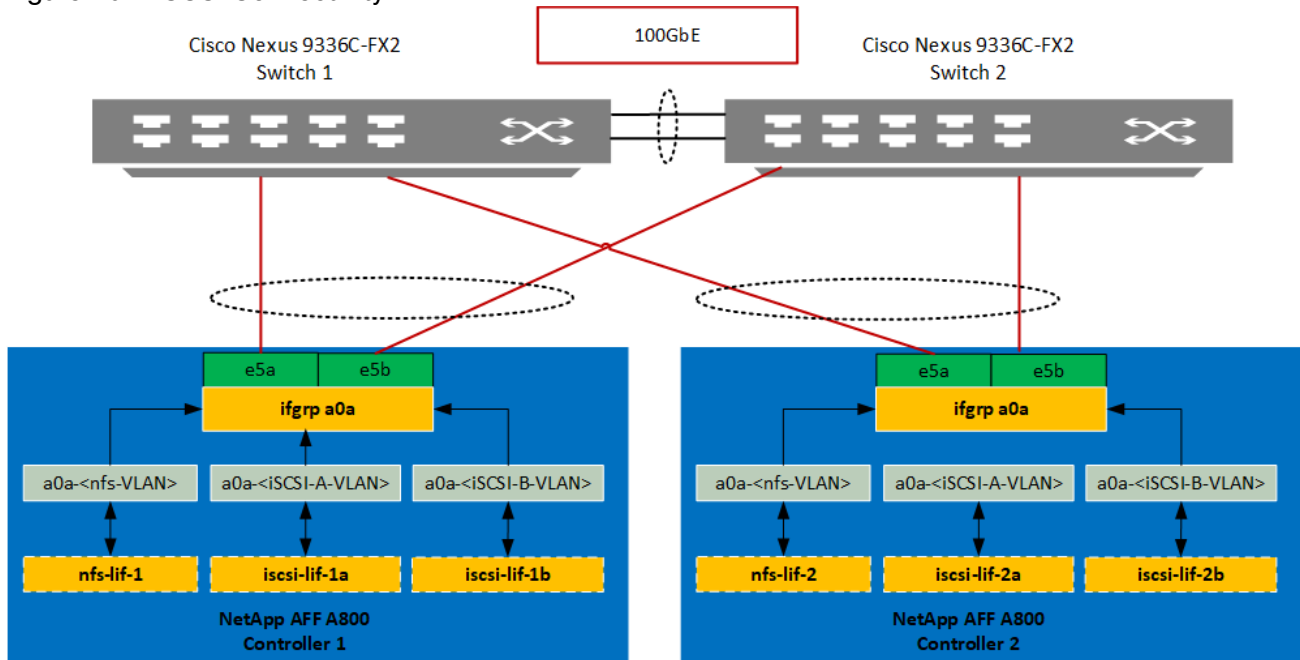 100GbE
Cisco Nexus 9336C-FX2
Switch 1
Cisco Nexus 9336C-FX2
Switch 2
e5a
e5b
ifgrp a0a
a0a-<nfs-VLAN>
a0a-<iSCSI-A-VLAN>
a0a-<iSCSI-B-VLAN>
nfs-lif-1
iscsi-lif-1a
iscsi-lif-1b
NetApp AFF A800
Controller 1
e5a
e5b
ifgrp a0a
a0a-<nfs-VLAN>
a0a-<iSCSI-A-VLAN>
a0a-<iSCSI-B-VLAN>
nfs-lif-2
iscsi-lif-2a
iscsi-lif-2b
NetApp AFF A800
Controller 2